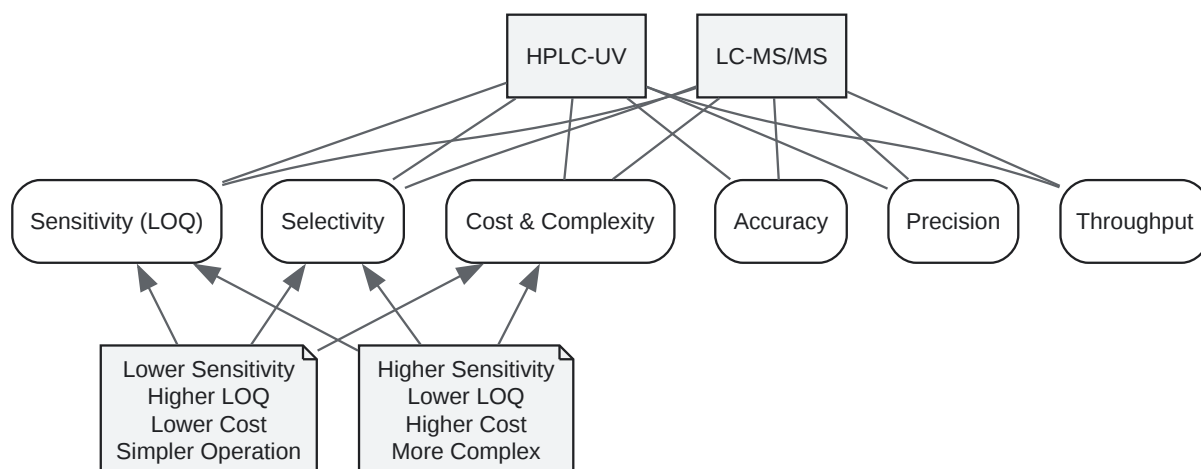 HPLC-UV
LC-MS/MS
Sensitivity (LOQ)
Selectivity
Cost & Complexity
Accuracy
Precision
Throughput
Lower Sensitivity
Higher LOQ
Lower Cost
Simpler Operation
Higher Sensitivity
Lower LOQ
Higher Cost
More Complex